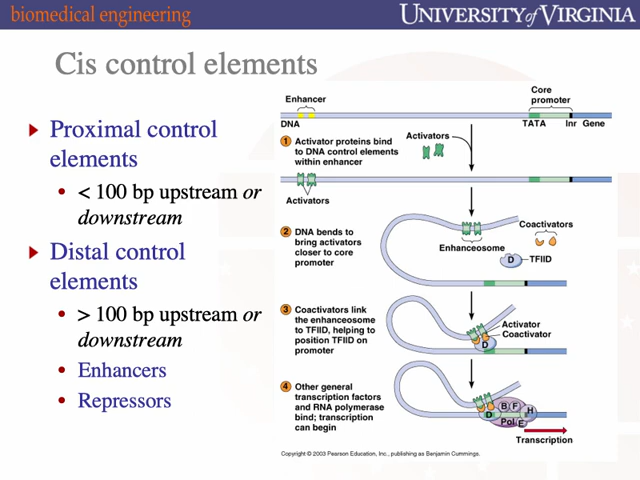 biomedical engineering
UNIVERSITY of VIRGINIA
Cis control elements
Proximal control
elements
< 100 bp upstream or
downstream
Distal control
elements
> 100 bp upstream or
downstream
Enhancers
Repressors
Enhancer
Core
promoter
DNA
TATA
Inr
Gene
1 Activator proteins bind
to DNA control elements
within enhancer
Activators
Activators
2 DNA bends to
bring activators
closer to core
promoter
Enhanceosome
Coactivators
D
TFIID
3 Coactivators link
the enhanceosome
to TFIID, helping to
position TFIID on
promoter
Activator
Coactivator
D
4 Other general
transcription factors
and RNA polymerase
bind; transcription
can begin
B F
H
D
Pol E
Transcription
Copyright © 2003 Pearson Education, Inc., publishing as Benjamin Cummings.